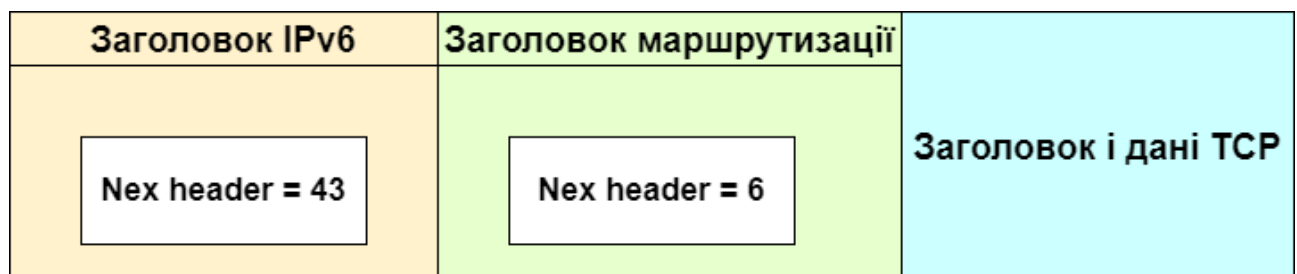 Заголовок IPv6
Заголовок маршрутизації
Nex header = 43
Nex header = 6
Заголовок і дані TCP